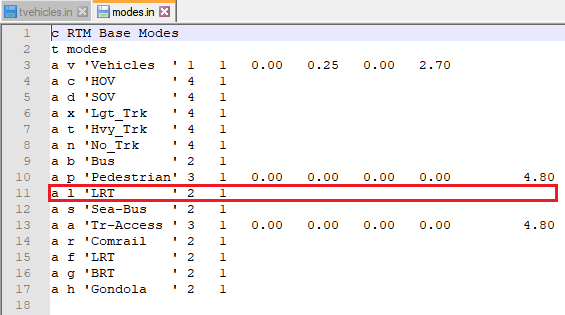 tvehicles.in modes.in
1 c RTM Base Modes
2 t modes
3 a v 'Vehicles  ' 1   1   0.00   0.25   0.00   2.70
4 a c 'HOV       ' 4   1
5 a d 'SOV       ' 4   1
6 a x 'Lgt_Trk   ' 4   1
7 a t 'Hvy_Trk   ' 4   1
8 a n 'No_Trk    ' 4   1
9 a b 'Bus       ' 2   1
10 a p 'Pedestrian' 3   1   0.00   0.00   0.00   0.00         4.80
11 a l 'LRT       ' 2   1
12 a s 'Sea-Bus   ' 2   1
13 a a 'Tr-Access ' 3   1   0.00   0.00   0.00   0.00         4.80
14 a r 'Comrail   ' 2   1
15 a f 'LRT       ' 2   1
16 a g 'BRT       ' 2   1
17 a h 'Gondola   ' 2   1
18